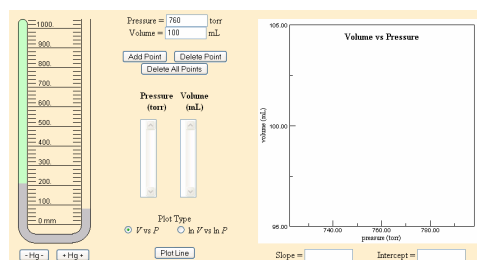 1000.
900.
800.
700.
600.
500.
400.
300.
200.
100.
0 mm
- Hg -
+ Hg +
Pressure = 760 torr
Volume = 100 mL
Add Point
Delete Point
Delete All Points
Pressure Volume
(torr) (mL)
Plot Type
V vs P
ln V vs ln P
Plot Line
Volume vs Pressure
volume (mL)
105.00
100.00
95.00
740.00
760.00
780.00
pressure (torr)
Slope =
Intercept =